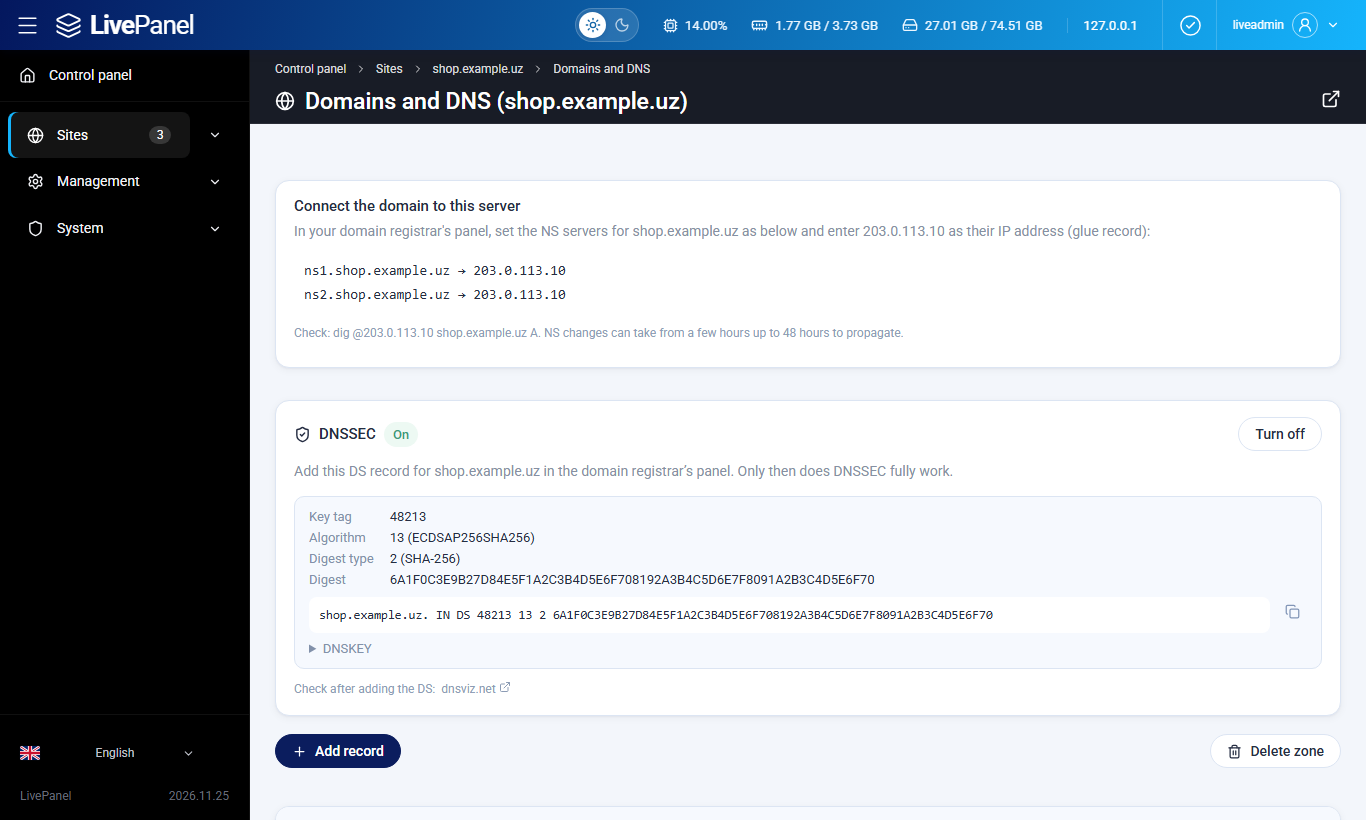 LivePanel
14.00%
1.77 GB / 3.73 GB
27.01 GB / 74.51 GB
127.0.0.1
liveadmin
Control panel
Sites
3
Management
System
English
LivePanel
2026.11.25
Control panel > Sites > shop.example.uz > Domains and DNS
Domains and DNS (shop.example.uz)
Connect the domain to this server
In your domain registrar's panel, set the NS servers for shop.example.uz as below and enter 203.0.113.10 as their IP address (glue record):
ns1.shop.example.uz → 203.0.113.10
ns2.shop.example.uz → 203.0.113.10
Check: dig @203.0.113.10 shop.example.uz A. NS changes can take from a few hours up to 48 hours to propagate.
DNSSEC
On
Turn off
Add this DS record for shop.example.uz in the domain registrar’s panel. Only then does DNSSEC fully work.
Key tag 48213
Algorithm 13 (ECDSAP256SHA256)
Digest type 2 (SHA-256)
Digest 6A1F0C3E9B27D84E5F1A2C3B4D5E6F708192A3B4C5D6E7F8091A2B3C4D5E6F70
shop.example.uz. IN DS 48213 13 2 6A1F0C3E9B27D84E5F1A2C3B4D5E6F708192A3B4C5D6E7F8091A2B3C4D5E6F70
DNSKEY
Check after adding the DS: dnsviz.net
Add record
Delete zone